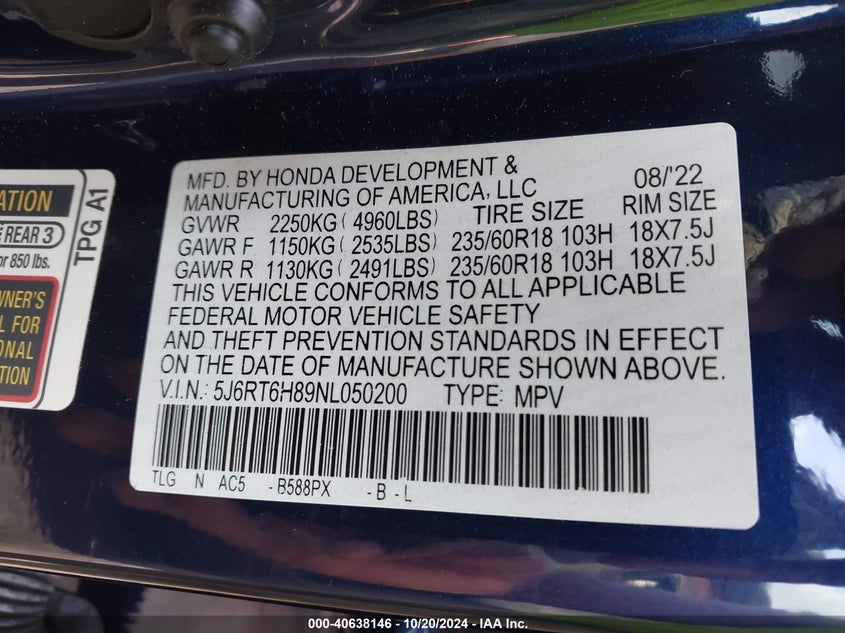 ATION
REAR 3
or 850 lbs.
WNER'S
L FOR
IONAL
TION
TPG A1
MFD. BY HONDA DEVELOPMENT &
MANUFACTURING OF AMERICA, LLC 08/'22
GVWR 2250KG ( 4960LBS) TIRE SIZE RIM SIZE
GAWR F 1150KG ( 2535LBS) 235/60R18 103H 18X7.5J
GAWR R 1130KG ( 2491LBS) 235/60R18 103H 18X7.5J
THIS VEHICLE CONFORMS TO ALL APPLICABLE
FEDERAL MOTOR VEHICLE SAFETY
AND THEFT PREVENTION STANDARDS IN EFFECT
ON THE DATE OF MANUFACTURE SHOWN ABOVE.
V.I.N.: 5J6RT6H89NL050200 TYPE: MPV
TLG N AC5 -B588PX -B -L
000-40638146 - 10/20/2024 - IAA Inc.